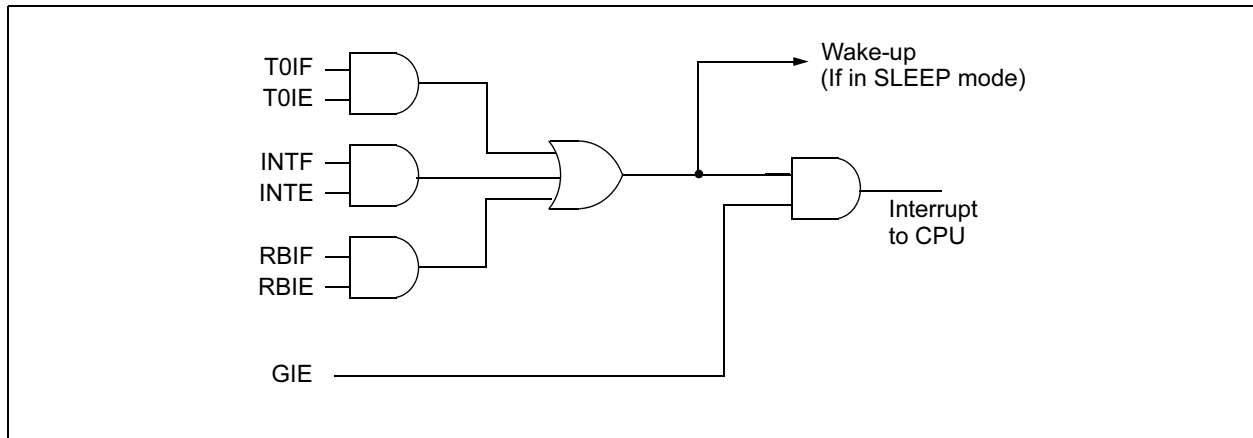 T0IF
T0IE
INTF
INTE
RBIF
RBIE
GIE
Wake-up
(If in SLEEP mode)
Interrupt
to CPU